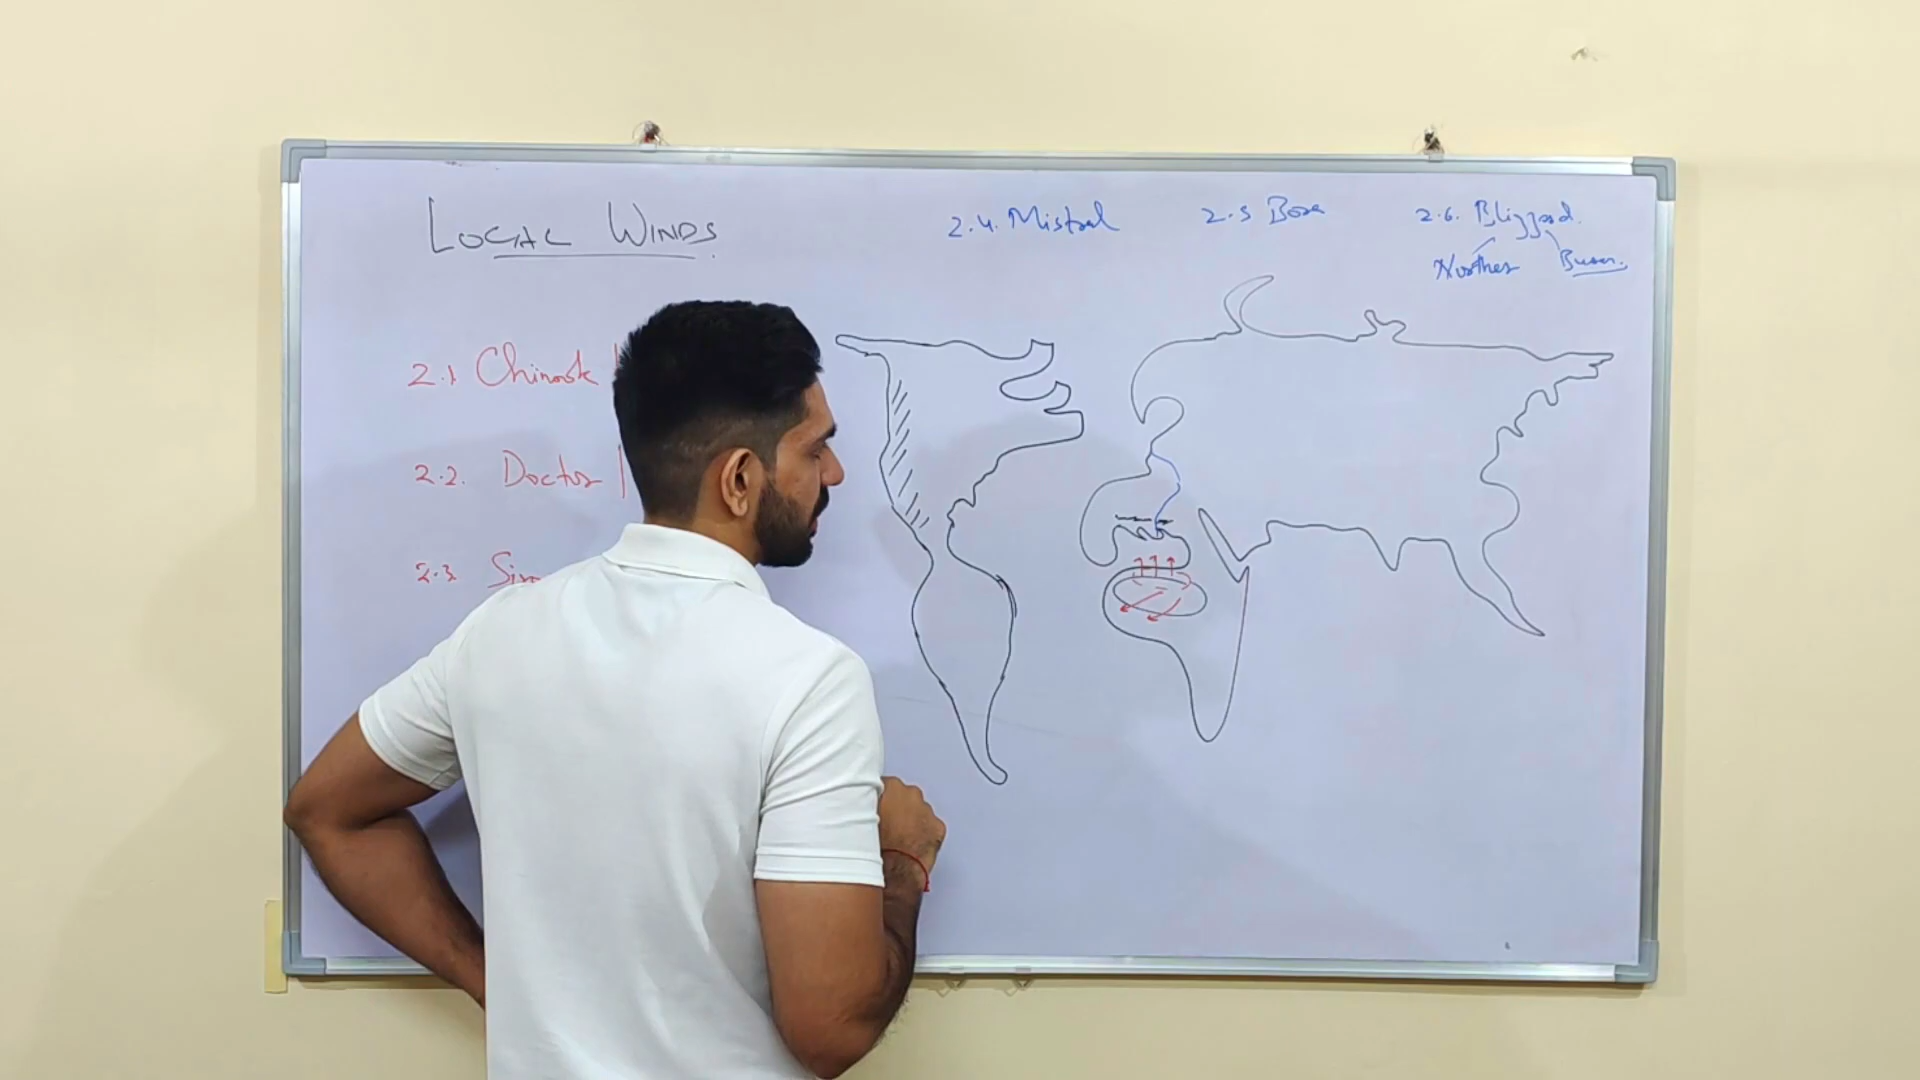 LOCAL WINDS
2.4. Mistral
2.5 Bora
2.6. Blizzard.
Norther
Buran.
2.1 Chinook |
2.2. Doctor |
2.3 Sir